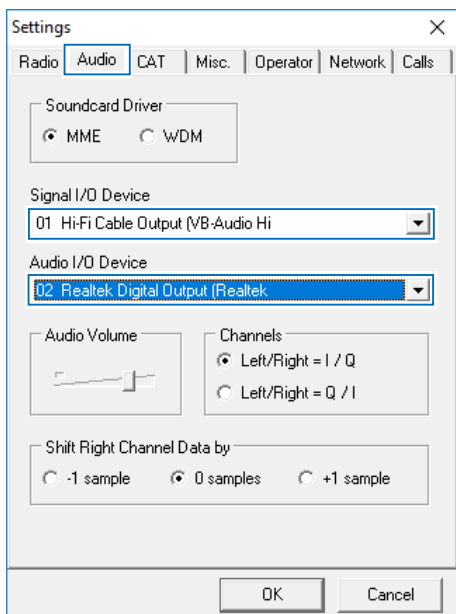 Settings
Radio Audio CAT Misc. Operator Network Calls
Soundcard Driver
MME WDM
Signal I/O Device
01 Hi-Fi Cable Output (VB-Audio Hi
Audio I/O Device
02 Realtek Digital Output (Realtek
Audio Volume
Channels
Left/Right = I / Q
Left/Right = Q / I
Shift Right Channel Data by
-1 sample 0 samples +1 sample
OK Cancel